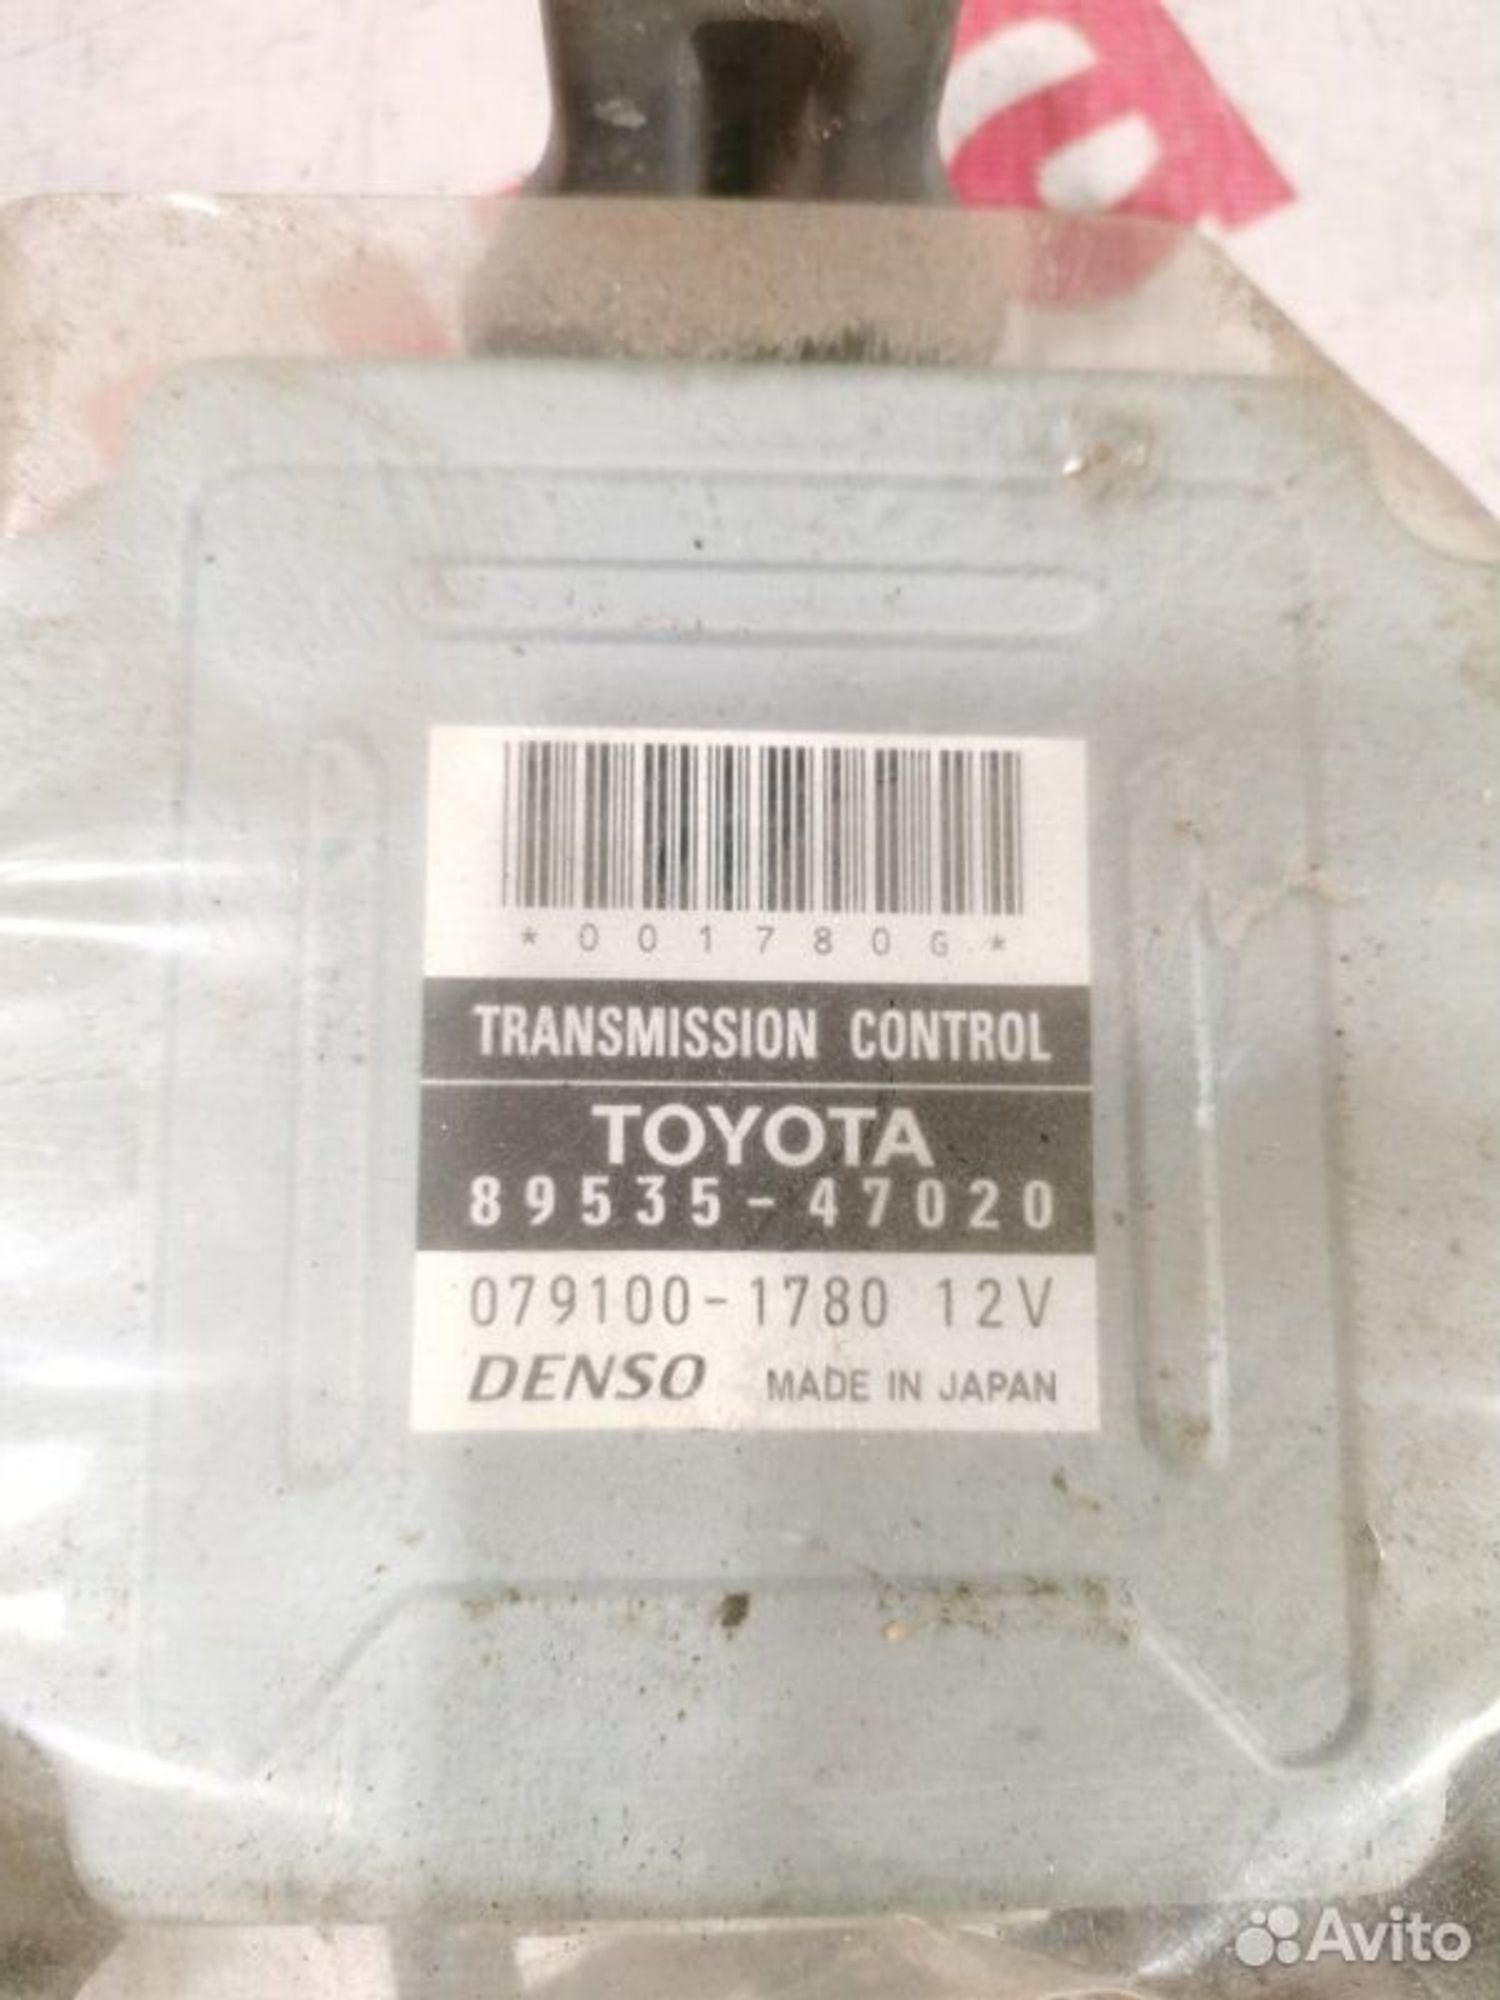 *001780G*
TRANSMISSION CONTROL
TOYOTA
89535-47020
079100-1780 12V
DENSO MADE IN JAPAN
Avito